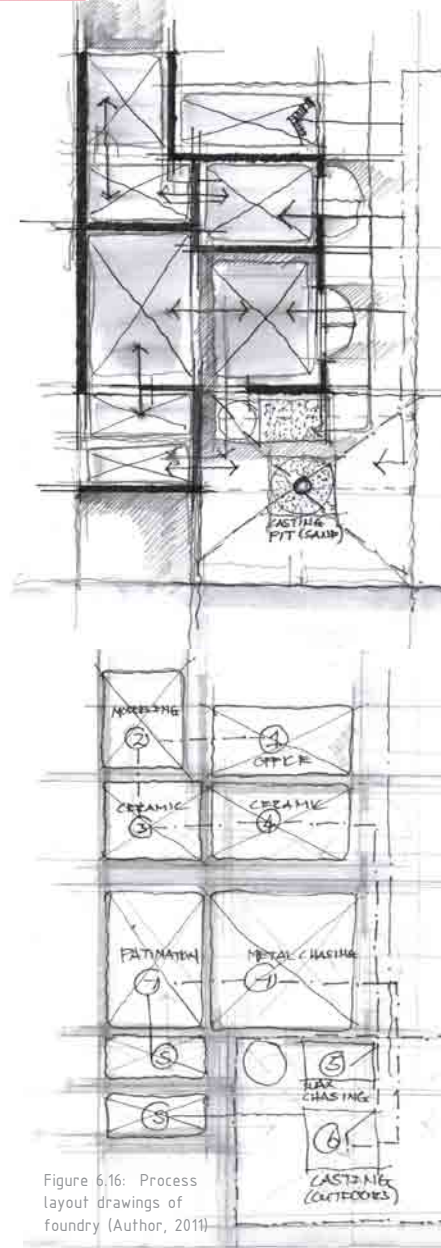 CASTING
PIT (SAND)
MODELLING
2
1
OFFICE
CERAMIC
3
CERAMIC
4
PATINATION
METAL CHASING
5
WAX
CHASING
6
CASTING
(OUTDOORS)
S
S
Figure 6.16: Process
layout drawings of
foundry (Author, 2011)